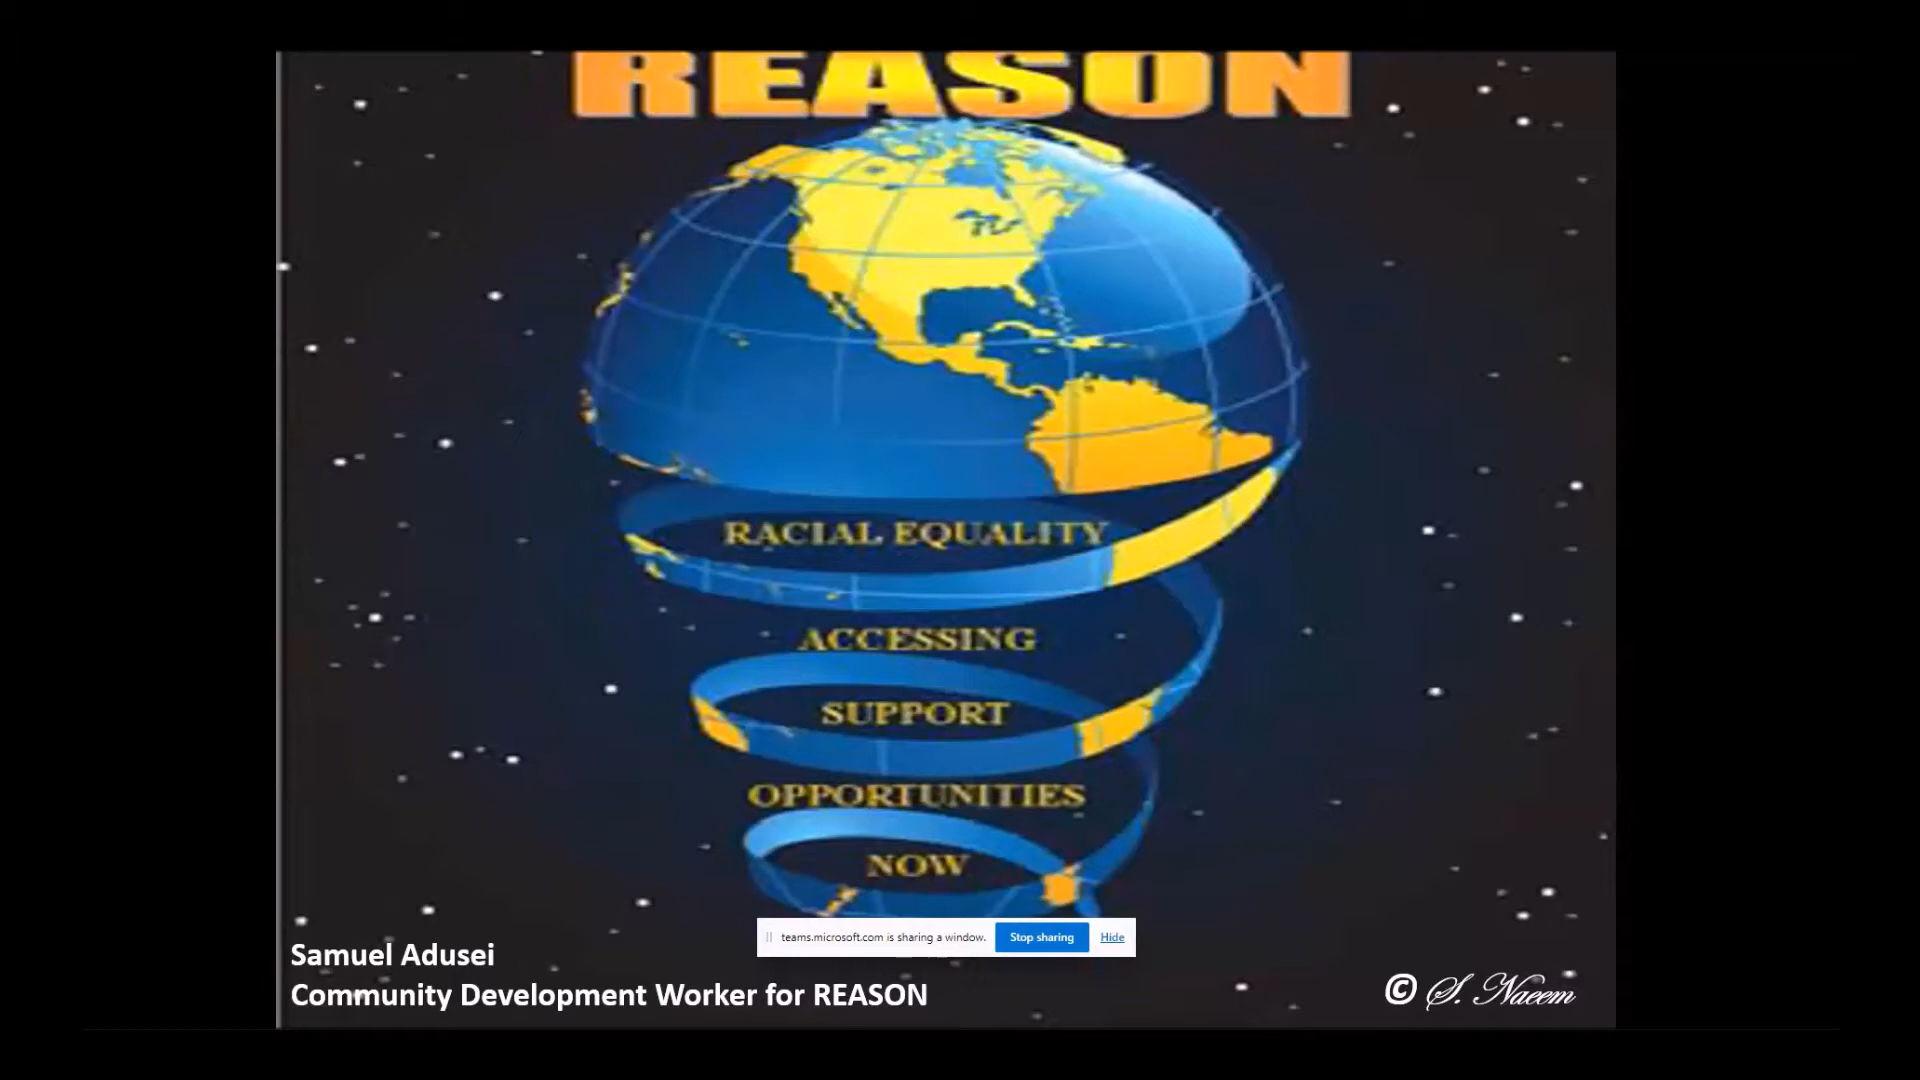 REASON
RACIAL EQUALITY
ACCESSING
SUPPORT
OPPORTUNITIES
NOW
teams.microsoft.com is sharing a window. Stop sharing Hide
Samuel Adusei
Community Development Worker for REASON
© S. Naeem